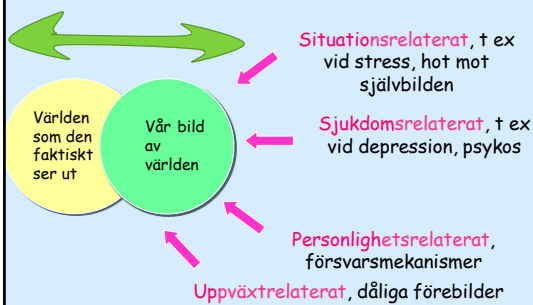 Situationsrelaterat, t ex
vid stress, hot mot
självbilden
Världen
som den
faktiskt
ser ut
Vår bild
av
världen
Sjukdomsrelaterat, t ex
vid depression, psykos
Personlighetsrelaterat,
försvarsmekanismer
Uppväxtrelaterat, dåliga förebilder